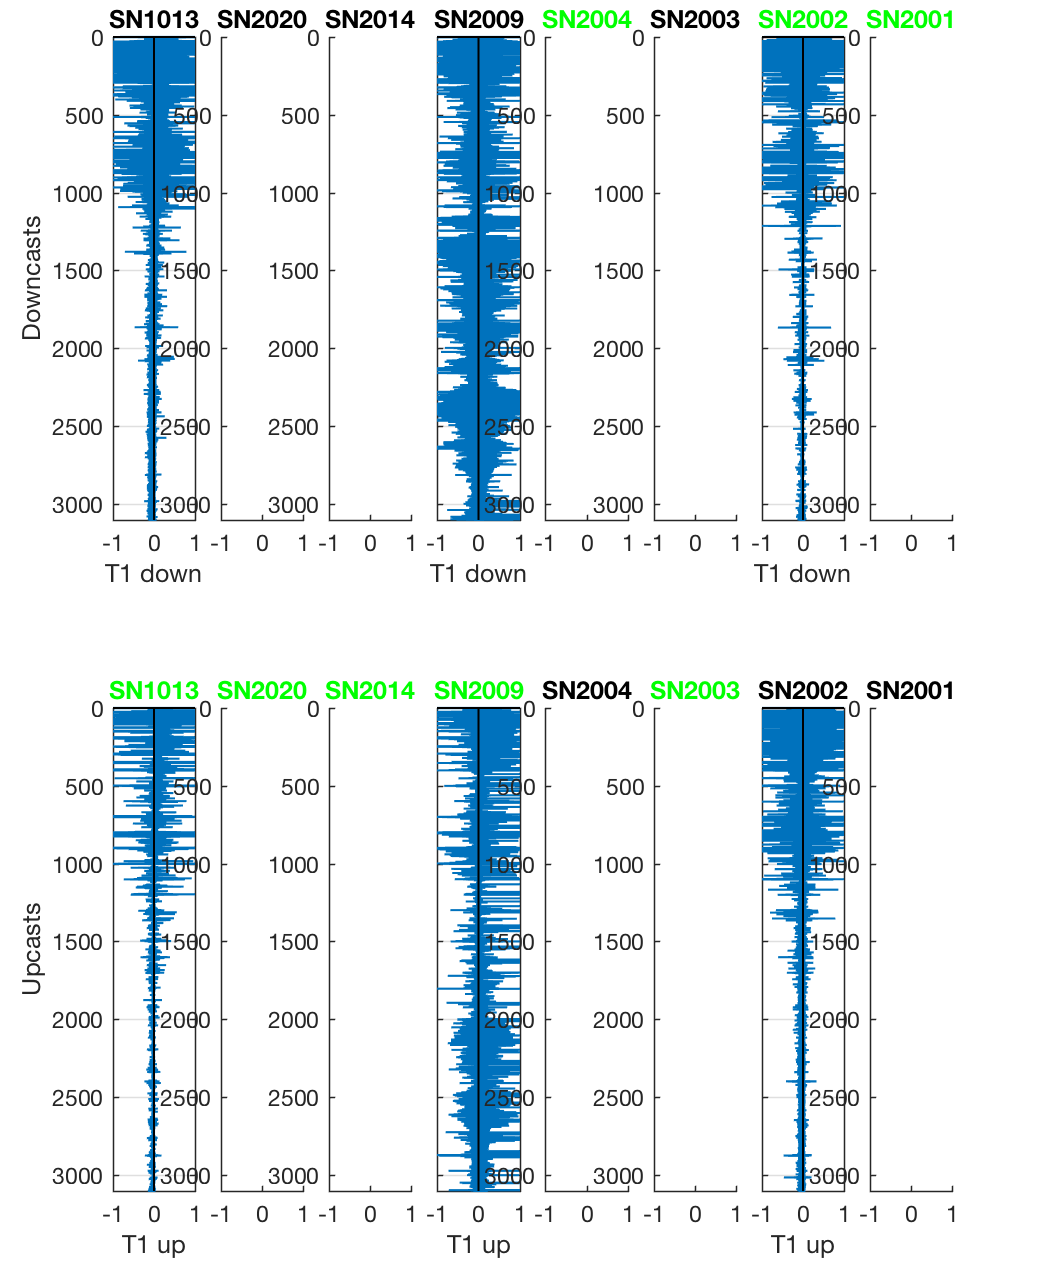 SN1013 SN2020 SN2014 SN2009 SN2004 SN2003 SN2002 SN2001
0 0 0 0 0 0 0 0
500 500 500 500 500 500 500 500
1000 1000 1000 1000 1000 1000 1000 1000
1500 1500 1500 1500 1500 1500 1500 1500
2000 2000 2000 2000 2000 2000 2000 2000
2500 2500 2500 2500 2500 2500 2500 2500
3000 3000 3000 3000 3000 3000 3000 3000
Downcasts
-1 0 1 -1 0 1 -1 0 1 -1 0 1 -1 0 1 -1 0 1 -1 0 1 -1 0 1
T1 down T1 down T1 down
SN1013 SN2020 SN2014 SN2009 SN2004 SN2003 SN2002 SN2001
0 0 0 0 0 0 0 0
500 500 500 500 500 500 500 500
1000 1000 1000 1000 1000 1000 1000 1000
1500 1500 1500 1500 1500 1500 1500 1500
2000 2000 2000 2000 2000 2000 2000 2000
2500 2500 2500 2500 2500 2500 2500 2500
3000 3000 3000 3000 3000 3000 3000 3000
Upcasts
-1 0 1 -1 0 1 -1 0 1 -1 0 1 -1 0 1 -1 0 1 -1 0 1 -1 0 1
T1 up T1 up T1 up